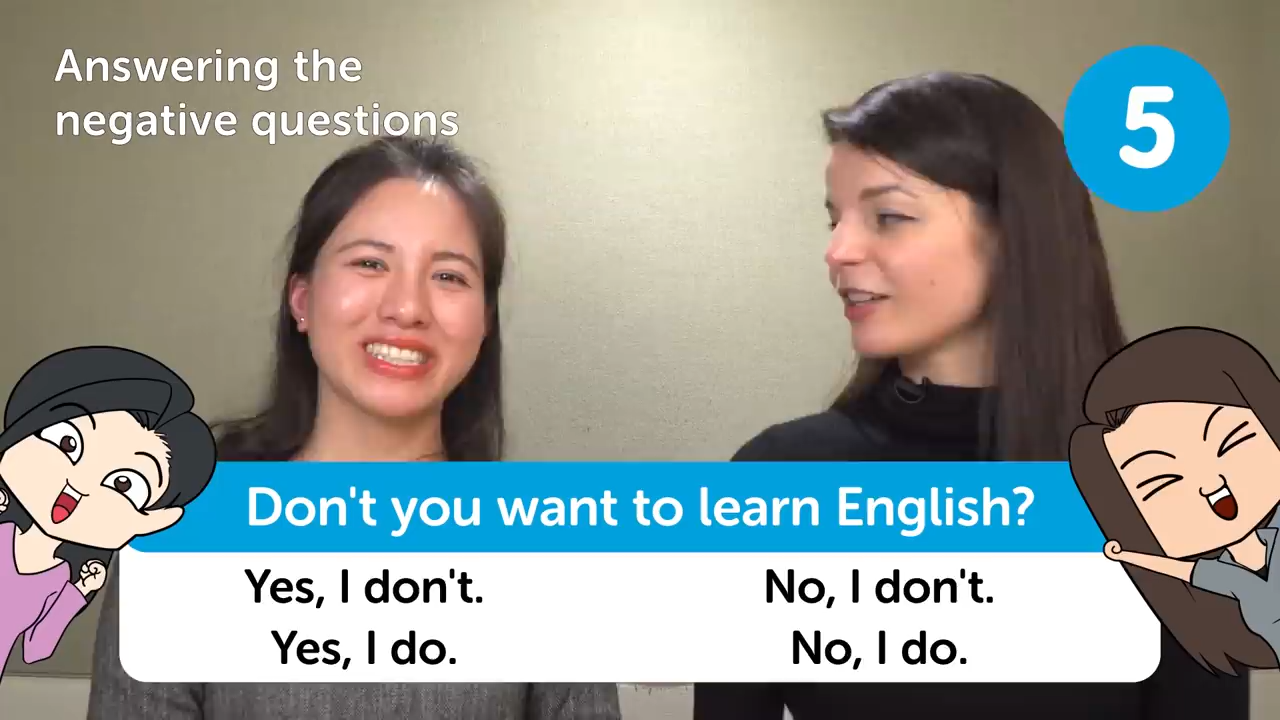 Answering the
negative questions
5
Don't you want to learn English?
Yes, I don't.
No, I don't.
Yes, I do.
No, I do.